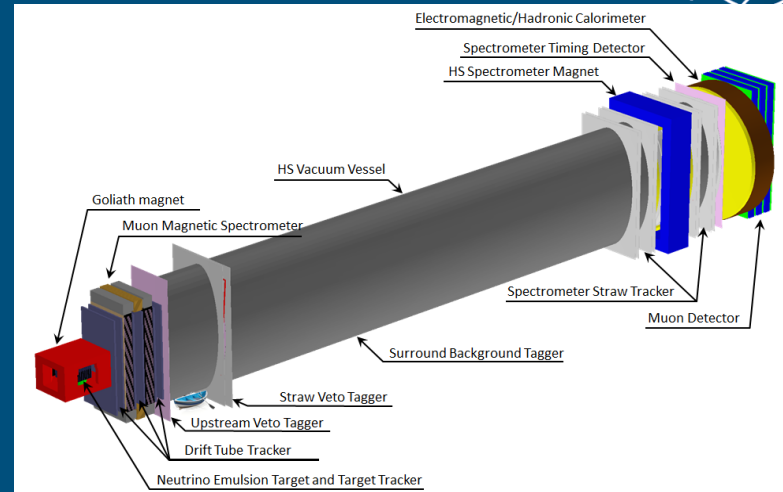 Electromagnetic/Hadronic Calorimeter
Spectrometer Timing Detector
HS Spectrometer Magnet
HS Vacuum Vessel
Goliath magnet
Muon Magnetic Spectrometer
Spectrometer Straw Tracker
Muon Detector
Surround Background Tagger
Straw Veto Tagger
Upstream Veto Tagger
Drift Tube Tracker
Neutrino Emulsion Target and Target Tracker